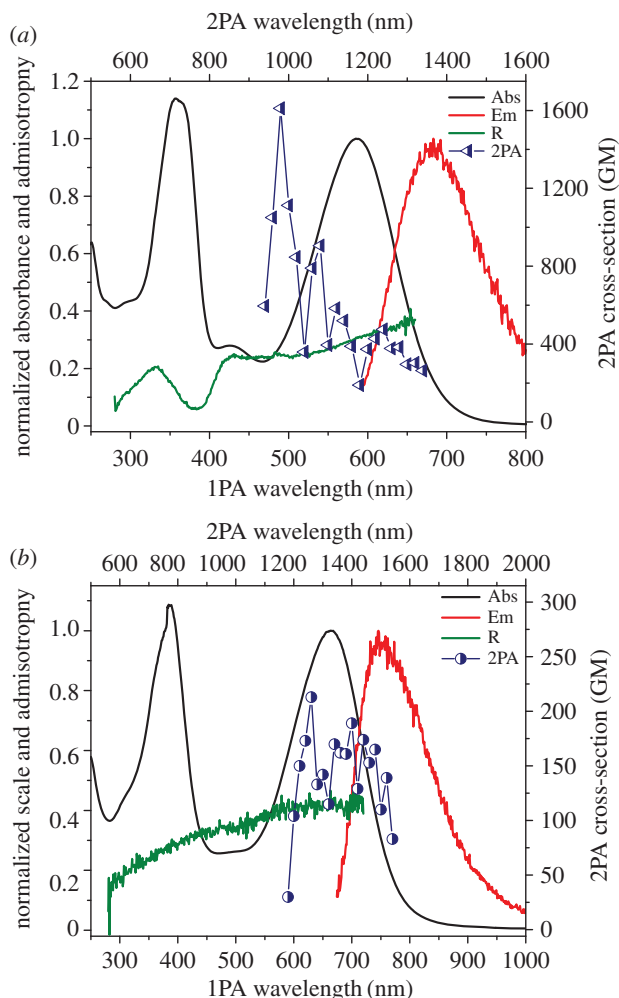 2PA wavelength (nm)
(a)
600 800 1000 1200 1400 1600
1.2
1.0
0.8
0.6
0.4
0.2
0
normalized absorbance and admisotropny
Abs
Em
R
2PA
1600
1200
800
400
0
2PA cross-section (GM)
300 400 500 600 700 800
1PA wavelength (nm)
2PA wavelength (nm)
(b)
600 800 1000 1200 1400 1600 1800 2000
1.0
0.8
0.6
0.4
0.2
0
normalized scale and admisotropny
Abs
Em
R
2PA
300
250
200
150
100
50
0
2PA cross-section (GM)
300 400 500 600 700 800 900 1000
1PA wavelength (nm)